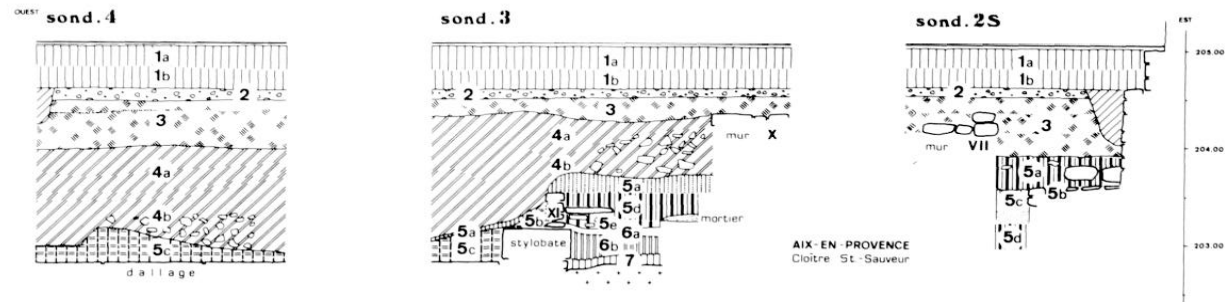 OUEST sond.4
1a
1b
2
3
4a
4b
5c
dallage
sond.3
1a
1b
2
3
4a
mur X
4b
5a
5d
XI
5b
5e
mortier
5a
6a
stylobate
5c
6b
7
sond.2S
EST
205.00
1a
1b
2
3
mur VII
204.00
5a
5b
5c
5d
203.00
AIX-EN-PROVENCE
Cloître St-Sauveur